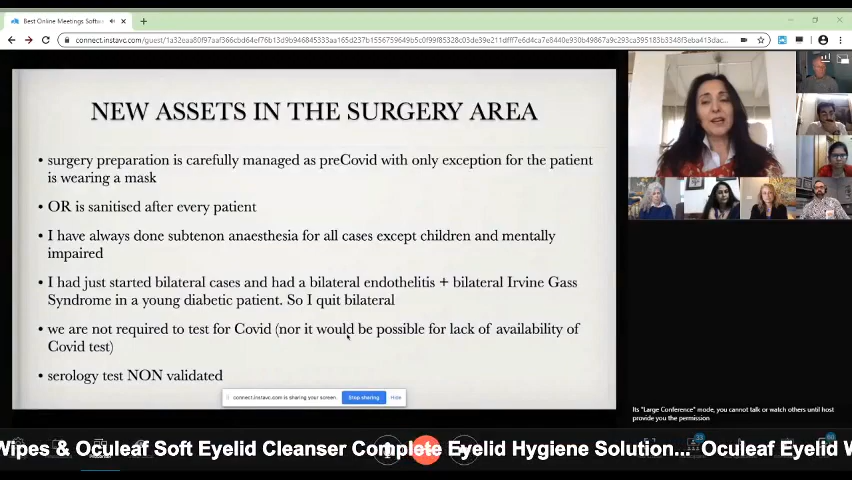 Best Online Meetings Softw
connect.instavc.com/guest/1a32eaa80f97aaf366cbd64ef76b13d9b946845333aa165d237b1556759649b5c0f99f85328c03de39e211dfff7e6d4ca7e8440e930b49867a9c293c395183b3348f3b4e413dac...
NEW ASSETS IN THE SURGERY AREA
• surgery preparation is carefully managed as preCovid with only exception for the patient
is wearing a mask
• OR is sanitised after every patient
• I have always done subtenon anaesthesia for all cases except children and mentally
impaired
• I had just started bilateral cases and had a bilateral endothelitis + bilateral Irvine Gass
Syndrome in a young diabetic patient. So I quit bilateral
• we are not required to test for Covid (nor it would be possible for lack of availability of
Covid test)
• serology test NON validated
connect.instavc.com is sharing your screen.
Stop sharing
Hide
Its "Large Conference" mode, you cannot talk or watch others until host
provide you the permission
Wipes & Oculeaf Soft Eyelid Cleanser Complete Eyelid Hygiene Solution... Oculeaf Eyelid W